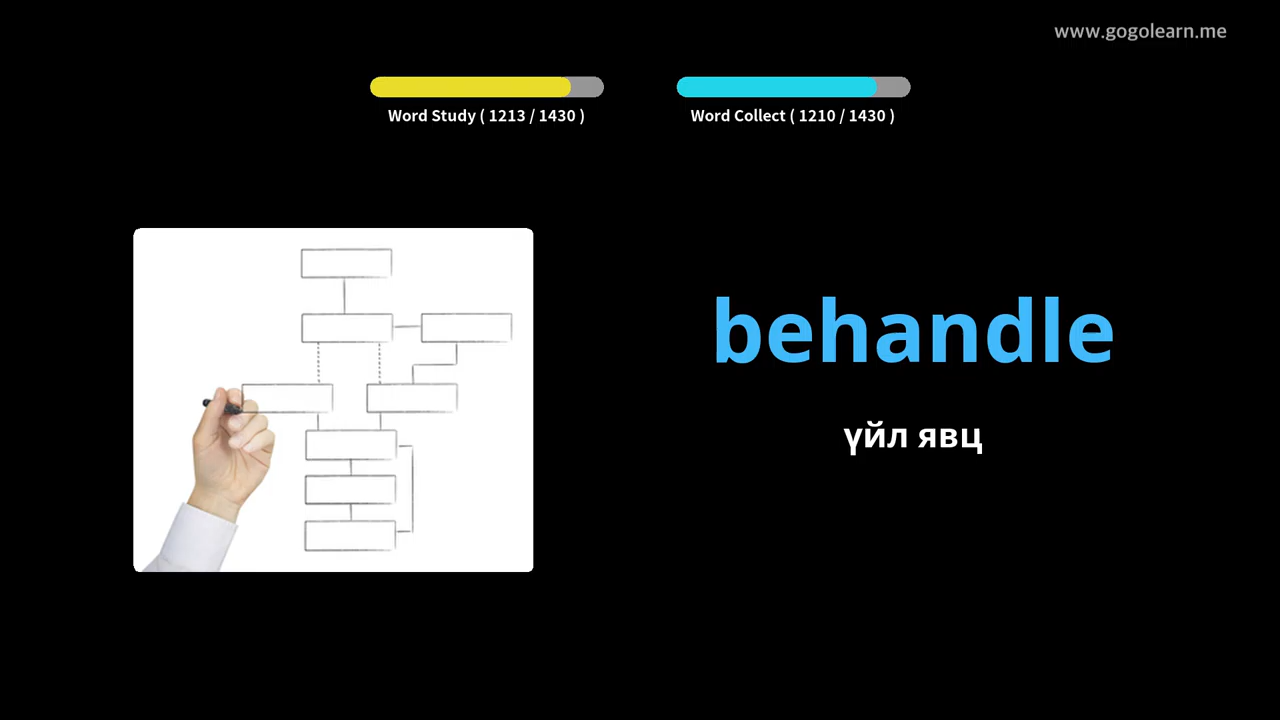 www.gogolearn.me
Word Study ( 1213 / 1430 )
Word Collect ( 1210 / 1430 )
behandle
үйл явц